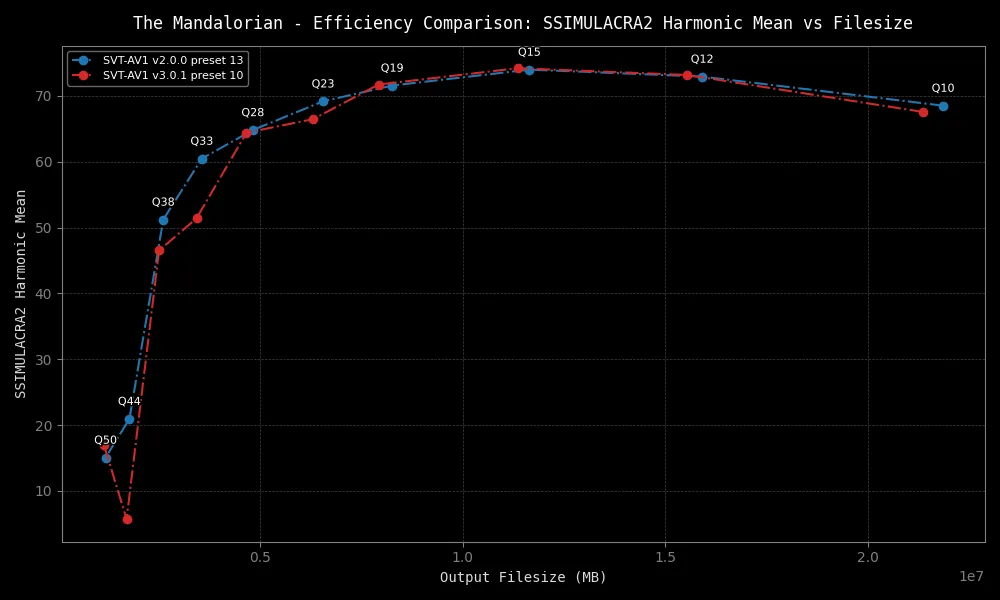 The Mandalorian - Efficiency Comparison: SSIMULACRA2 Harmonic Mean vs Filesize
SVT-AV1 v2.0.0 preset 13
SVT-AV1 v3.0.1 preset 10
Q15
Q12
Q19
Q23
Q10
Q28
Q33
Q38
Q44
Q50
70
60
50
40
30
20
10
SSIMULACRA2 Harmonic Mean
0.5
1.0
1.5
2.0
1e7
Output Filesize (MB)